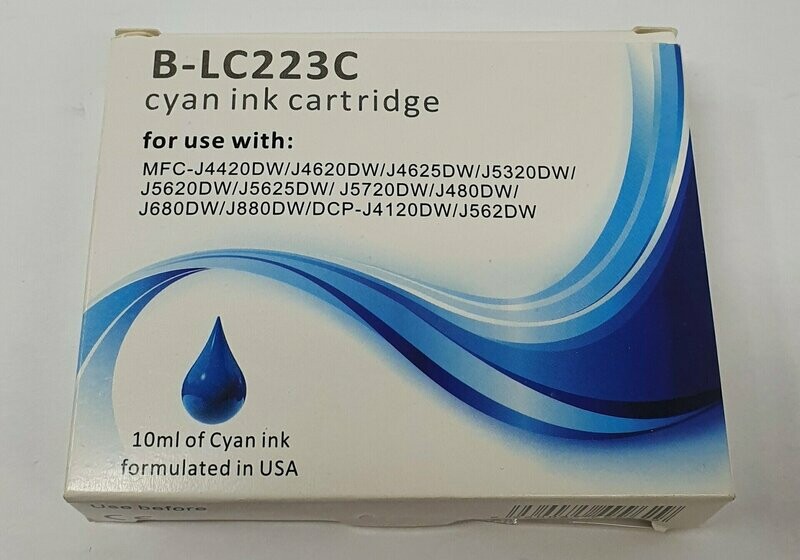 B-LC223C
cyan ink cartridge
for use with:
MFC-J4420DW/J4620DW/J4625DW/J5320DW/
J5620DW/J5625DW/ J5720DW/J480DW/
J680DW/J880DW/DCP-J4120DW/J562DW
10ml of Cyan ink
formulated in USA
Use before